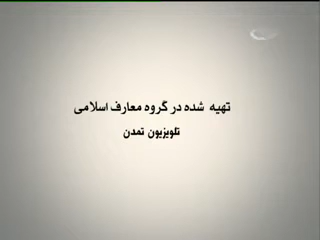 تهیه شده در گروه معارف اسلامی
تلویزیون تمدن